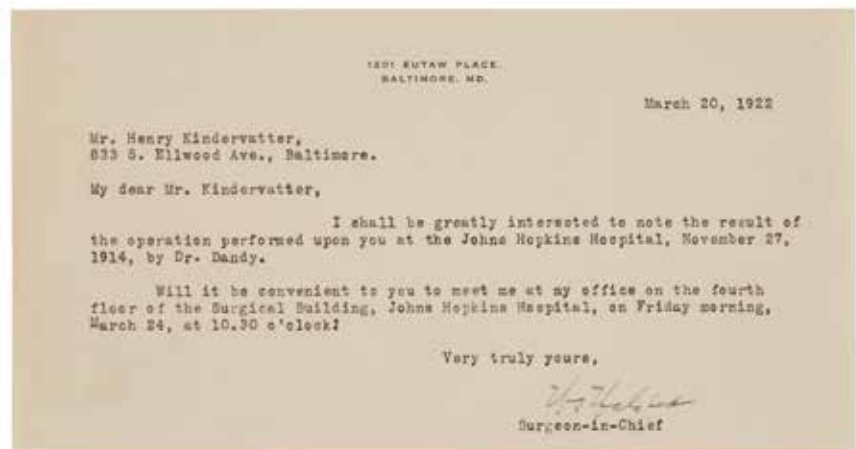 1201 EUTAW PLACE.
BALTIMORE, MD.
March 20, 1922
Mr. Henry Kindervatter,
833 S. Ellwood Ave., Baltimore.
My dear Mr. Kindervatter,
I shall be greatly interested to note the result of
the operation performed upon you at the Johns Hopkins Hospital, November 27,
1914, by Dr. Dandy.
Will it be convenient to you to meet me at my office on the fourth
floor of the Surgical Building, Johns Hopkins Hospital, on Friday morning,
March 24, at 10.30 o'clock?
Very truly yours,
Surgeon-in-Chief